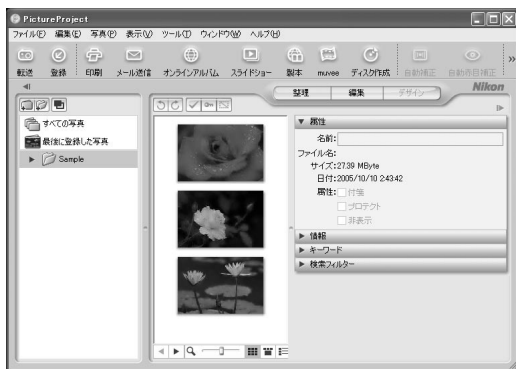 PictureProject
ファイル(F) 編集(E) 写真(P) 表示(V) ツール(T) ウィンドウ(W) ヘルプ(H)
転送 登録 印刷 メール送信 オンラインアルバム スライドショー 製本 muvee ディスク作成 自動補正 自動赤目補正 »
整理 編集 デザイン Nikon
すべての写真
最後に登録した写真
Sample
属性
名前:
ファイル名:
サイズ:27.39 MByte
日付:2005/10/10 2:43:42
属性: 付箋
プロテクト
非表示
情報
キーワード
検索フィルター